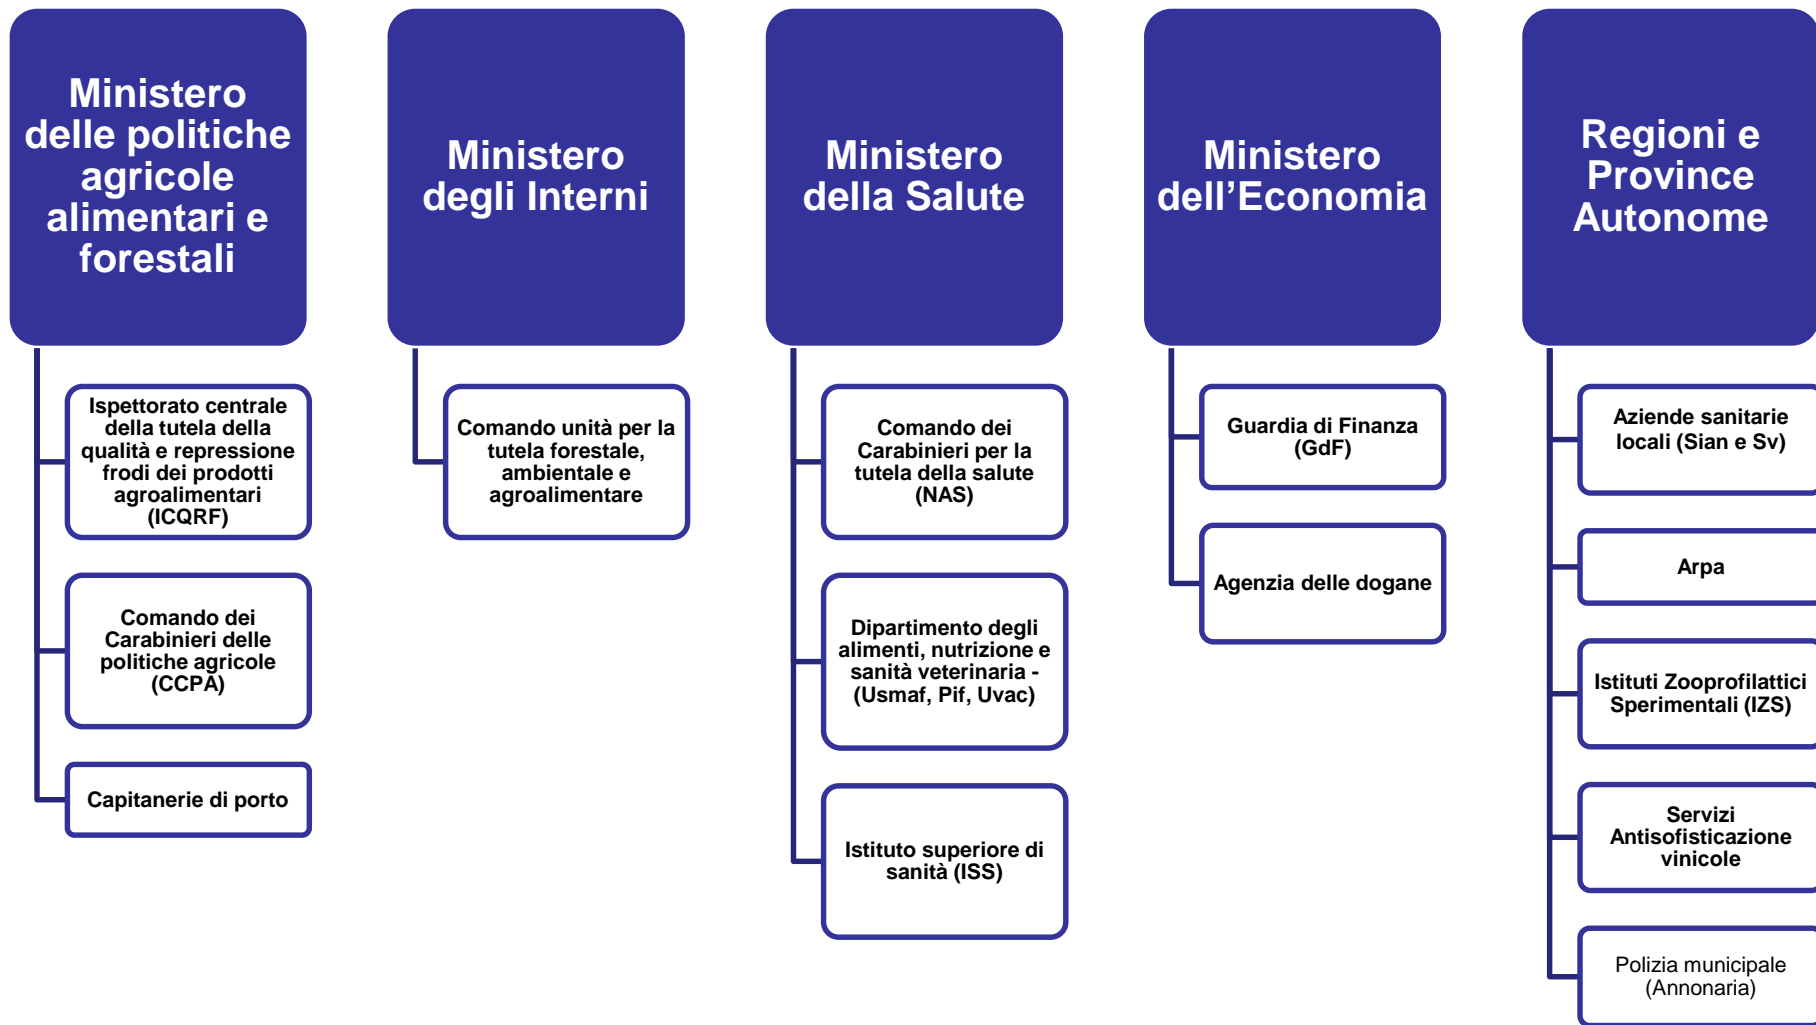 Ministero
delle politiche
agricole
alimentari e
forestali
Ispettorato centrale
della tutela della
qualità e repressione
frodi dei prodotti
agroalimentari
(ICQRF)
Comando dei
Carabinieri delle
politiche agricole
(CCPA)
Capitanerie di porto
Ministero
degli Interni
Comando unità per la
tutela forestale,
ambientale e
agroalimentare
Ministero
della Salute
Comando dei
Carabinieri per la
tutela della salute
(NAS)
Dipartimento degli
alimenti, nutrizione e
sanità veterinaria -
(Usmaf, Pif, Uvac)
Istituto superiore di
sanità (ISS)
Ministero
dell’Economia
Guardia di Finanza
(GdF)
Agenzia delle dogane
Regioni e
Province
Autonome
Aziende sanitarie
locali (Sian e Sv)
Arpa
Istituti Zooprofilattici
Sperimentali (IZS)
Servizi
Antisofisticazione
vinicole
Polizia municipale
(Annonaria)